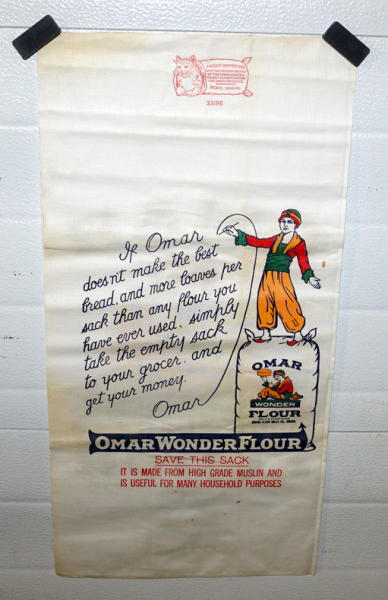 33196
If Omar
doesn't make the best
bread, and more loaves per
sack than any flour you
have ever used, simply
take the empty sack
to your grocer, and
get your money.
Omar
OMAR
WONDER
FLOUR
OMAR WONDER FLOUR
SAVE THIS SACK
IT IS MADE FROM HIGH GRADE MUSLIN AND
IS USEFUL FOR MANY HOUSEHOLD PURPOSES